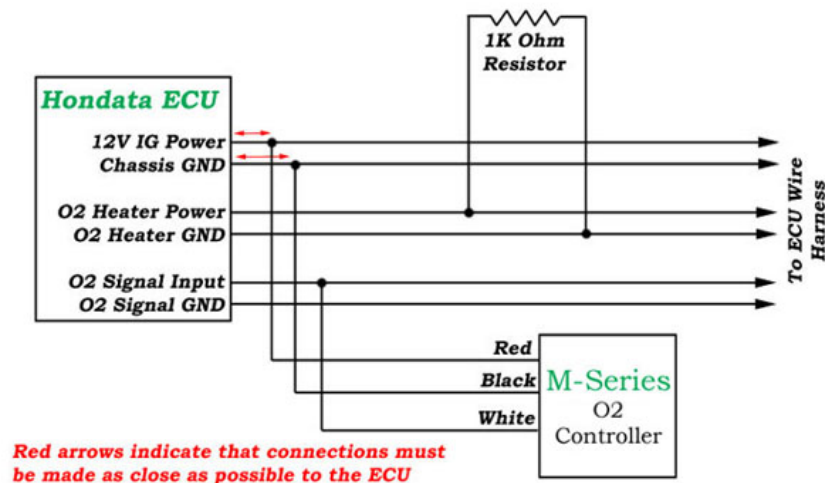 1K Ohm
Resistor
Hondata ECU
12V IG Power
Chassis GND
O2 Heater Power
O2 Heater GND
O2 Signal Input
O2 Signal GND
To ECU Wire
Harness
Red
Black
White
M-Series
O2
Controller
Red arrows indicate that connections must
be made as close as possible to the ECU